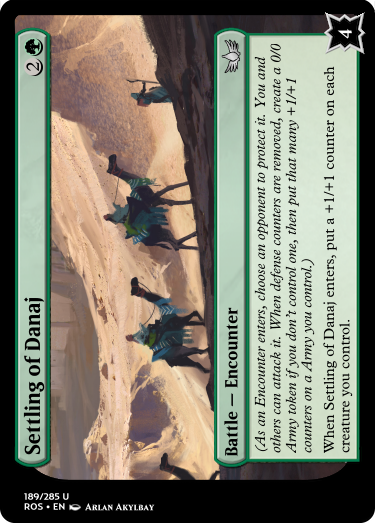 Settling of Danaj
2
Battle — Encounter
(As an Encounter enters, choose an opponent to protect it. You and
others can attack it. When defense counters are removed, create a 0/0
Army token if you don't control one, then put that many +1/+1
counters on a Army you control.)
When Settling of Danaj enters, put a +1/+1 counter on each
creature you control.
4
189/285 U
ROS • EN ARLAN AKYLBAY